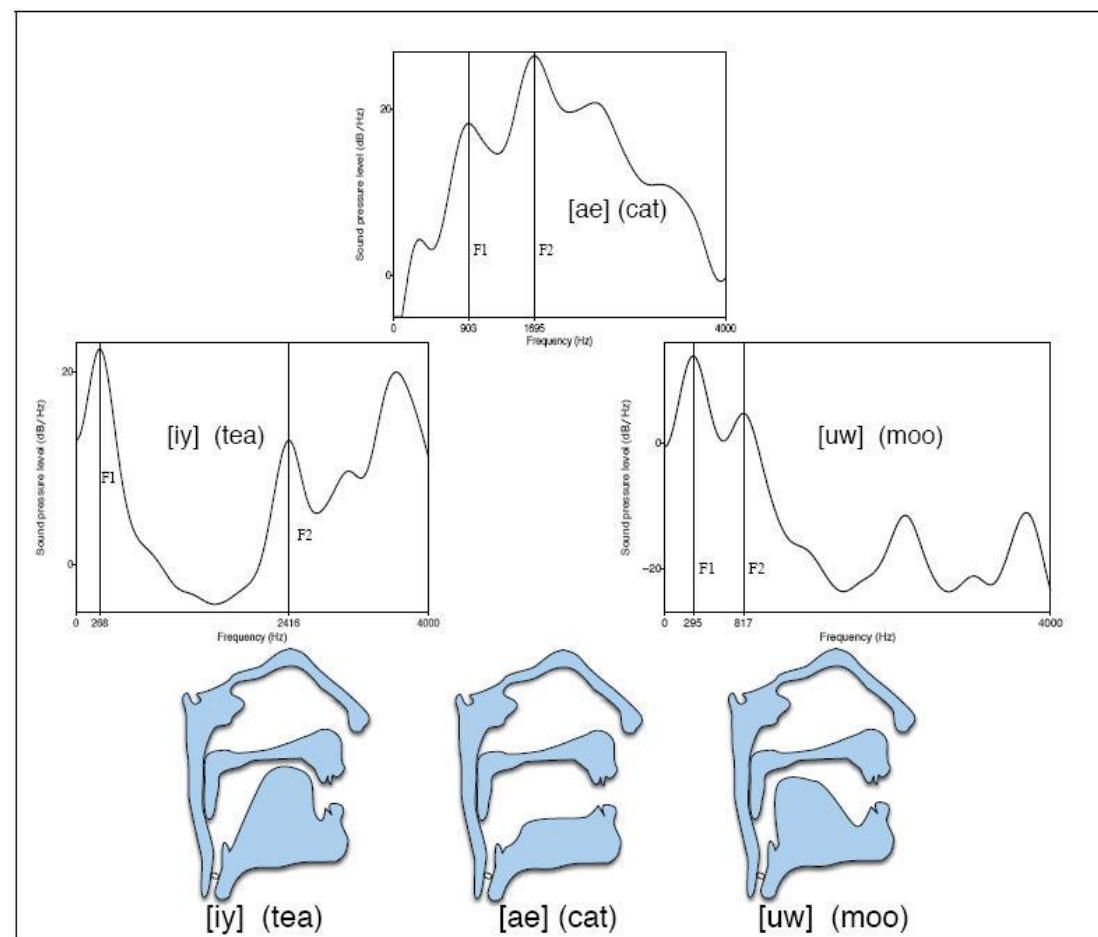 Sound pressure level (dB/Hz)
20
0
[ae] (cat)
F1
F2
0
903
1695
4000
Frequency (Hz)
Sound pressure level (dB/Hz)
20
0
[iy] (tea)
F1
F2
0
268
2416
4000
Frequency (Hz)
Sound pressure level (dB/Hz)
0
−20
[uw] (moo)
F1
F2
0
295
817
4000
Frequency (Hz)
[iy] (tea)
[ae] (cat)
[uw] (moo)